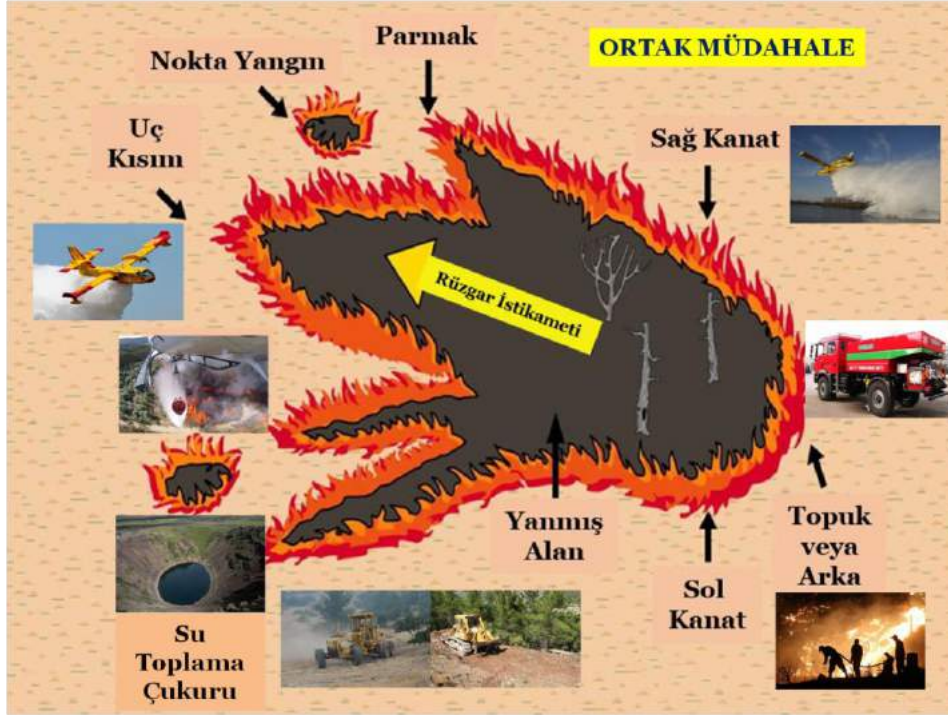 Parmak
ORTAK MÜDAHALE
Nokta Yangın
Uç
Kısım
Sağ Kanat
Rüzgar İstikameti
Yanmış
Alan
Topuk
veya
Arka
Sol
Kanat
Su
Toplama
Çukuru